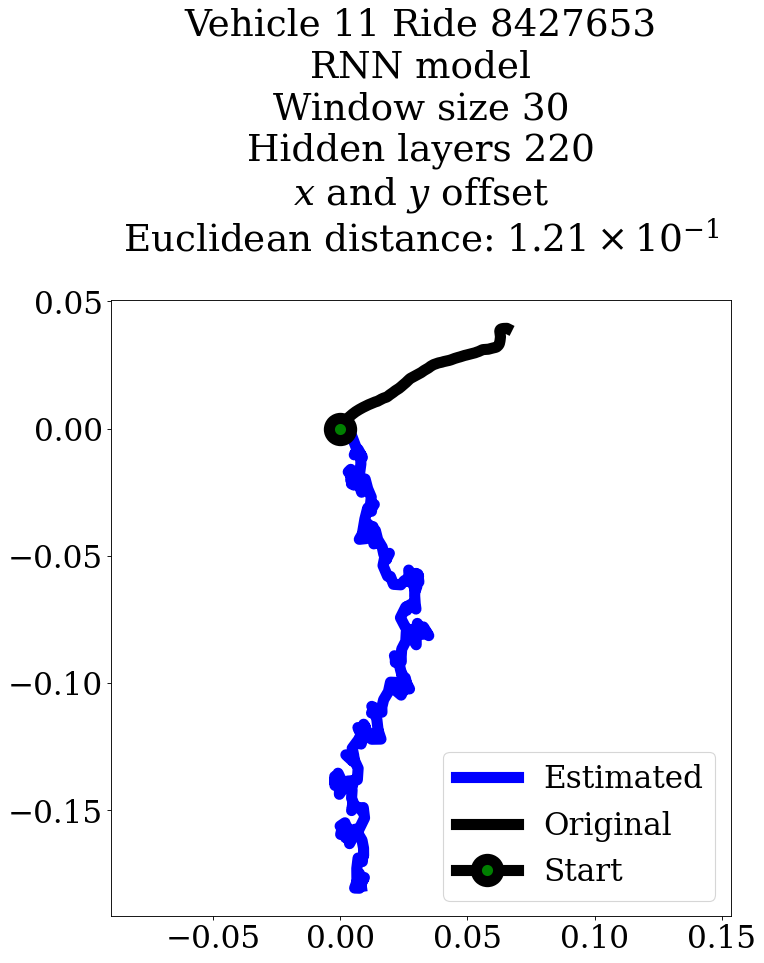 Vehicle 11 Ride 8427653
RNN model
Window size 30
Hidden layers 220
x and y offset
Euclidean distance: 1.21 × 10⁻¹
0.05
0.00
−0.05
−0.10
−0.15
Estimated
Original
Start
−0.05 0.00 0.05 0.10 0.15